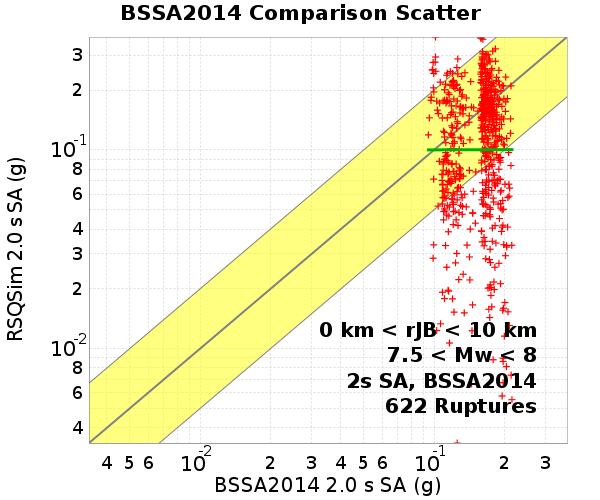 BSSA2014 Comparison Scatter
RSQSim 2.0 s SA (g)
3
2
10⁻¹
8
6
4
3
2
10⁻²
8
6
4
0 km < rJB < 10 km
7.5 < Mw < 8
2s SA, BSSA2014
622 Ruptures
4 5 6 10⁻² 2 3 4 5 6 10⁻¹ 2 3
BSSA2014 2.0 s SA (g)